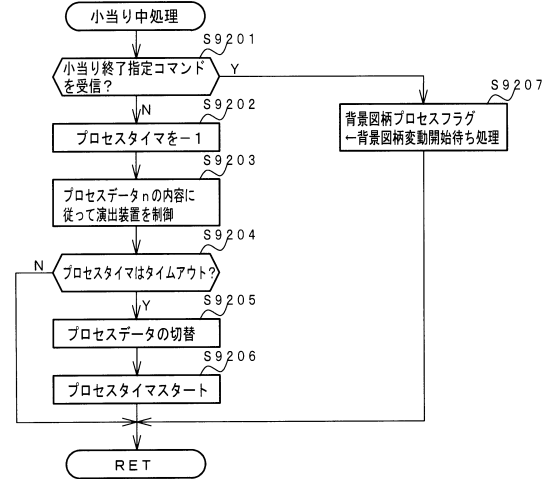 小当り中処理
S9201
小当り終了指定コマンド
を受信？
Y
N
S9207
背景図柄プロセスフラグ
←背景図柄変動開始待ち処理
S9202
プロセスタイマを－1
S9203
プロセスデータnの内容に
従って演出装置を制御
S9204
プロセスタイマはタイムアウト？
N
Y
S9205
プロセスデータの切替
S9206
プロセスタイマスタート
RET